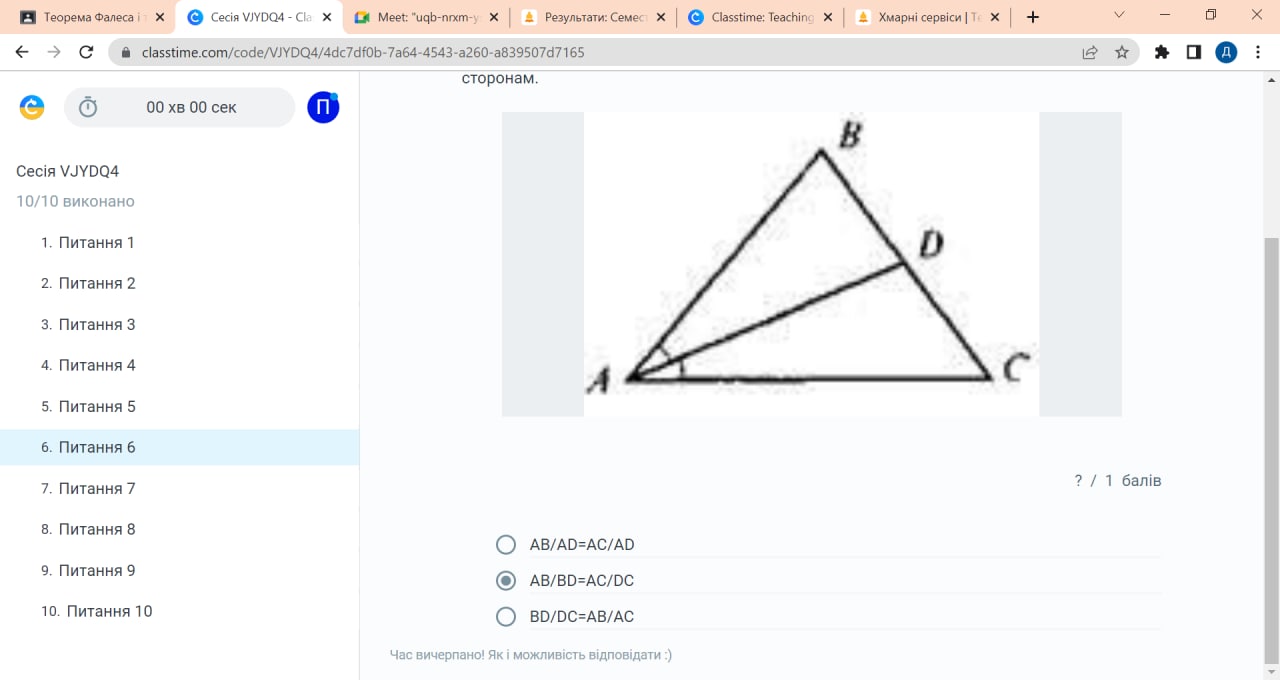 Теорема Фалеса і т
Сесія VJYDQ4 - Cla
Meet: "uqb-nrxm-y
Результати: Семест
Classtime: Teaching
Хмарні сервіси | Те
classtime.com/code/VJYDQ4/4dc7df0b-7a64-4543-a260-a839507d7165
Д
00 хв 00 сек
П
Сесія VJYDQ4
10/10 виконано
1. Питання 1
2. Питання 2
3. Питання 3
4. Питання 4
5. Питання 5
6. Питання 6
7. Питання 7
8. Питання 8
9. Питання 9
10. Питання 10
сторонам.
B
D
A
C
? / 1 балів
AB/AD=AC/AD
AB/BD=AC/DC
BD/DC=AB/AC
Час вичерпано! Як і можливість відповідати :)